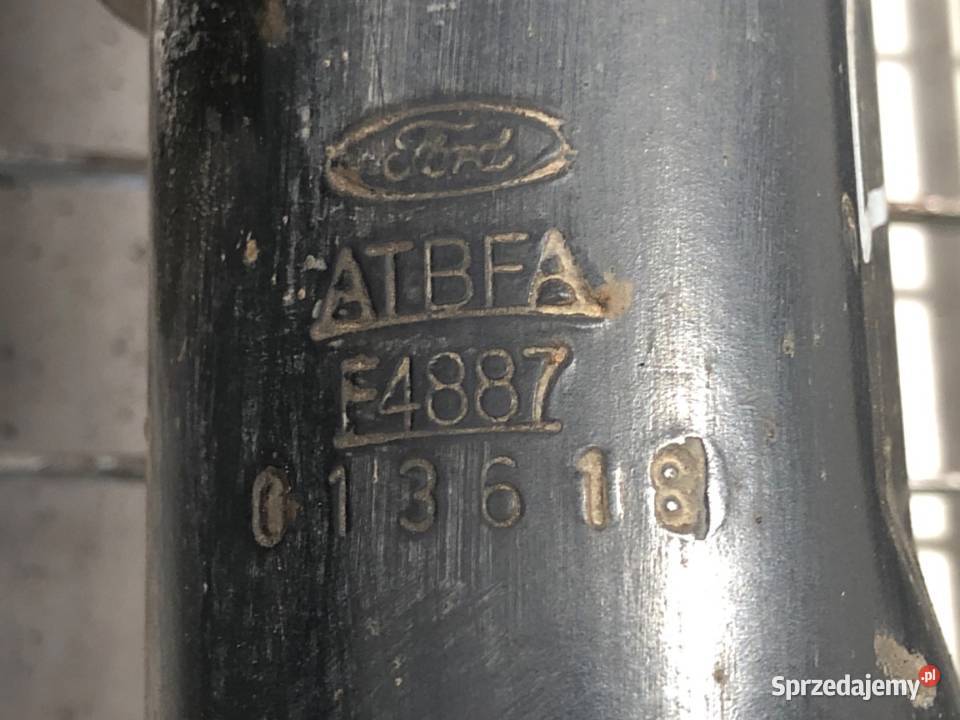 Ford
ATBFA
F4887
013618
Sprzedajemy.pl